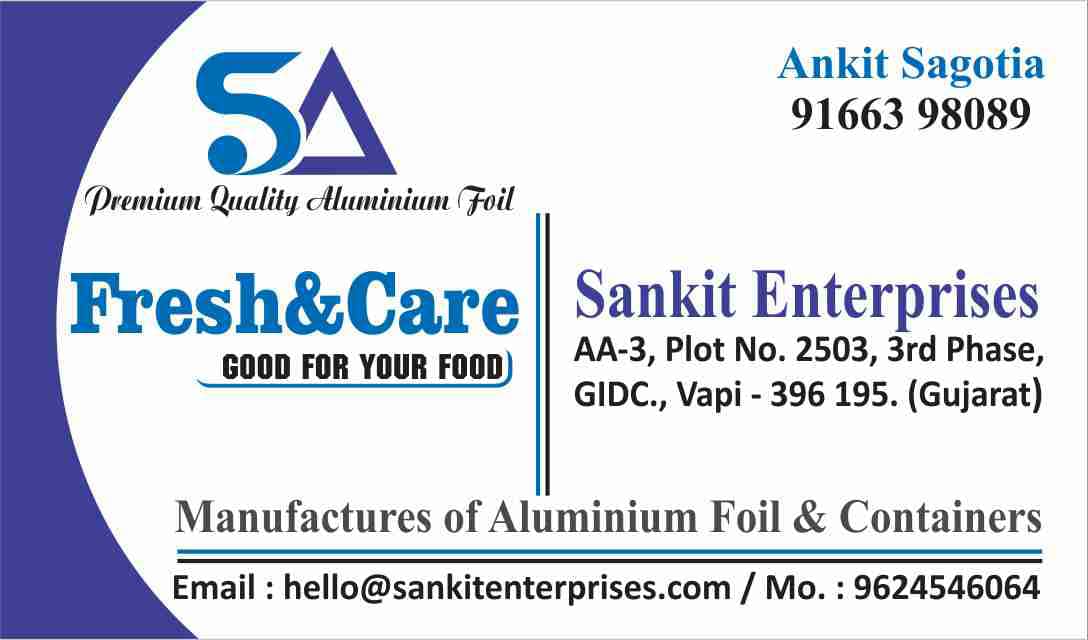 SA
Premium Quality Aluminium Foil
Fresh&Care
GOOD FOR YOUR FOOD
Ankit Sagotia
91663 98089
Sankit Enterprises
AA-3, Plot No. 2503, 3rd Phase,
GIDC., Vapi - 396 195. (Gujarat)
Manufactures of Aluminium Foil & Containers
Email : hello@sankitenterprises.com / Mo. : 9624546064